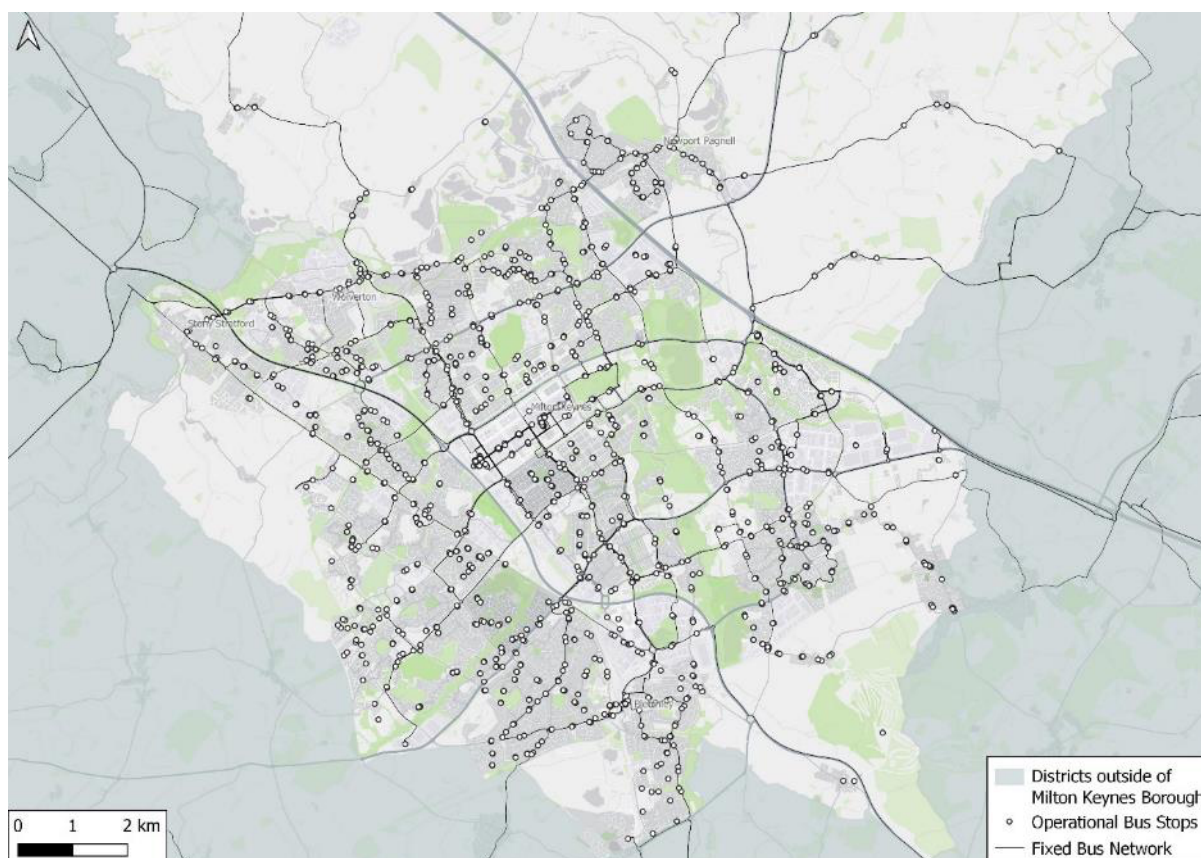 Newport Pagnell
Wolverton
Stony Stratford
Milton Keynes
Bletchley
Districts outside of
Milton Keynes Borough
Operational Bus Stops
Fixed Bus Network
0 1 2 km